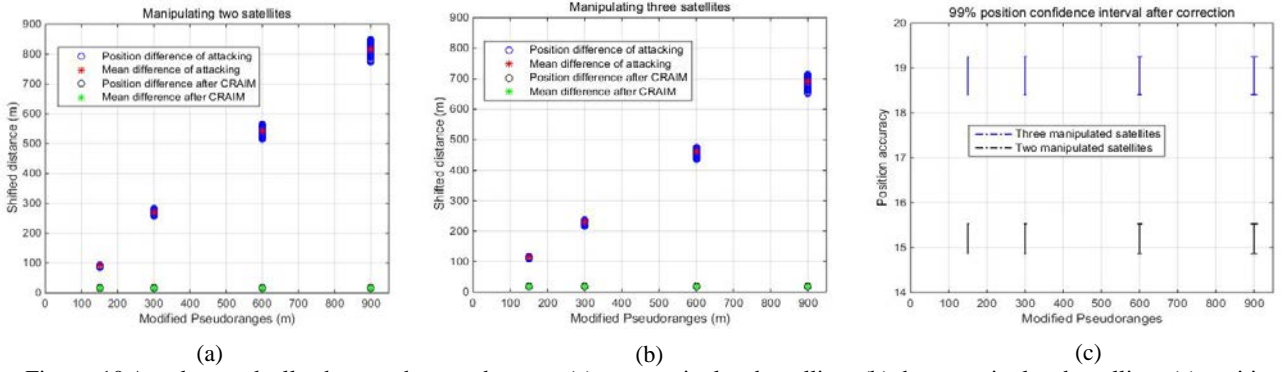 Manipulating two satellites
900
800
700
600
500
400
300
200
100
0
Shifted distance (m)
Position difference of attacking
Mean difference of attacking
Position difference after CRAIM
Mean difference after CRAIM
0 100 200 300 400 500 600 700 800 900
Modified Pseudoranges (m)
(a)
Manipulating three satellites
900
800
700
600
500
400
300
200
100
0
Shifted distance (m)
Position difference of attacking
Mean difference of attacking
Position difference after CRAIM
Mean difference after CRAIM
0 100 200 300 400 500 600 700 800 900
Modified Pseudoranges (m)
(b)
99% position confidence interval after correction
20
19
18
17
16
15
14
Position accuracy
Three manipulated satellites
Two manipulated satellites
0 100 200 300 400 500 600 700 800 900
Modified Pseudoranges
(c)